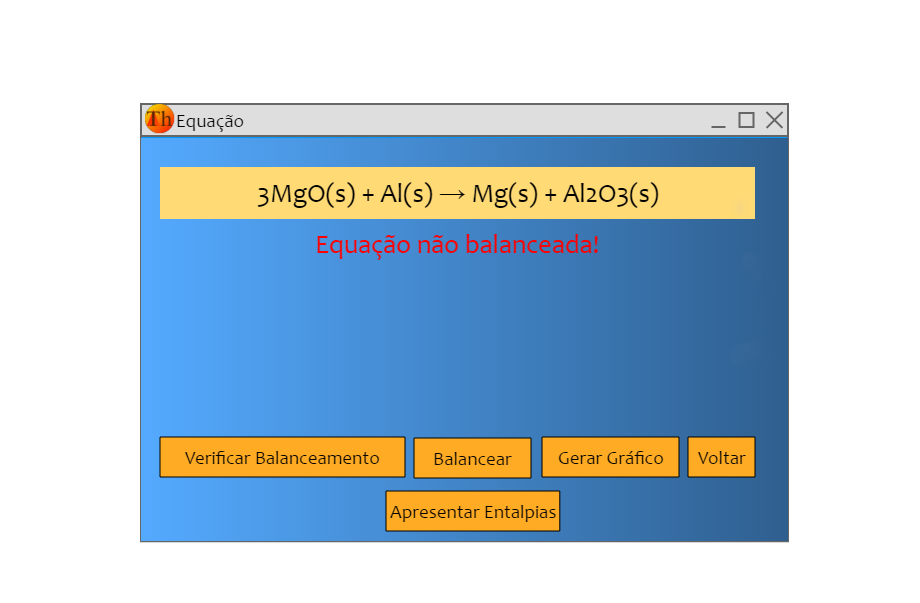 Th Equação
3MgO(s) + Al(s) → Mg(s) + Al2O3(s)
Equação não balanceada!
Verificar Balanceamento Balancear Gerar Gráfico Voltar
Apresentar Entalpias